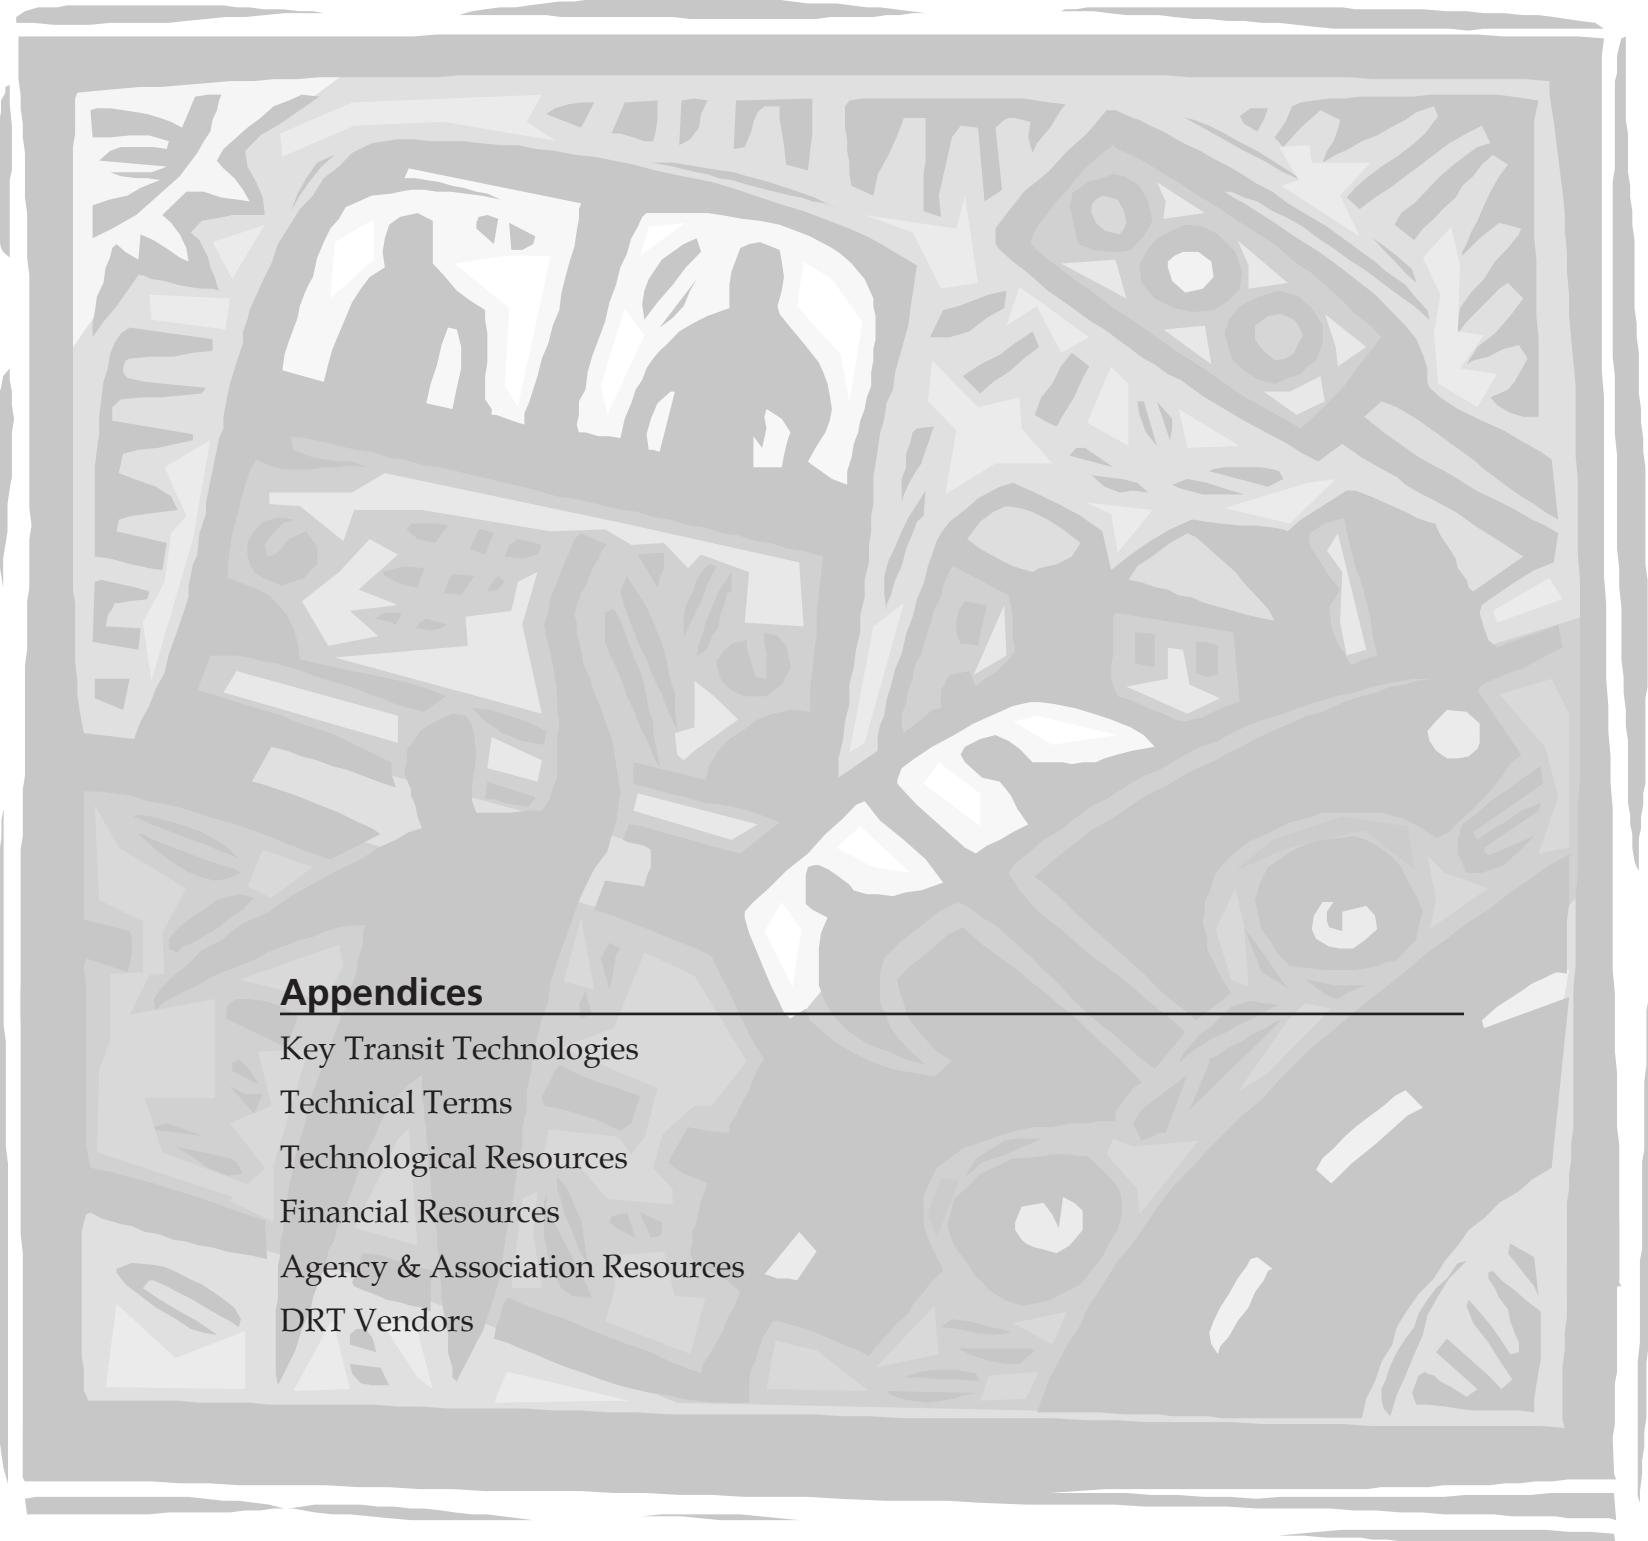 Appendices
Key Transit Technologies
Technical Terms
Technological Resources
Financial Resources
Agency & Association Resources
DRT Vendors